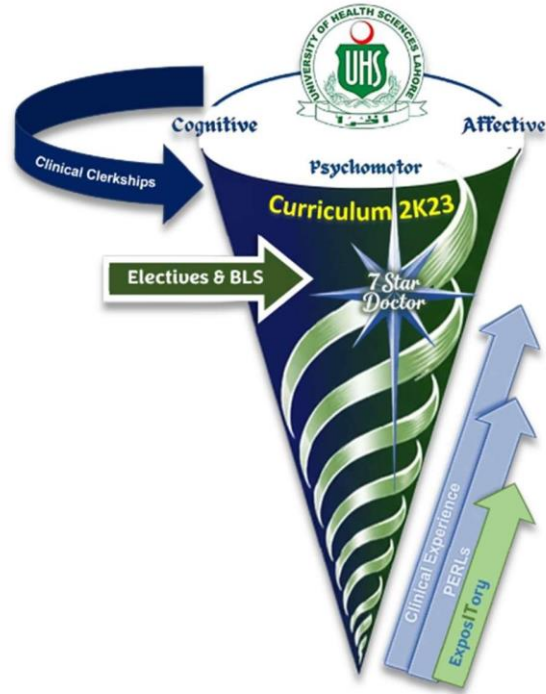 UNIVERSITY OF HEALTH SCIENCES LAHORE
UHS
Cognitive
Affective
Psychomotor
Clinical Clerkships
Curriculum 2K23
Electives & BLS
7 Star
Doctor
Clinical Experience
PERLs
ExposITory